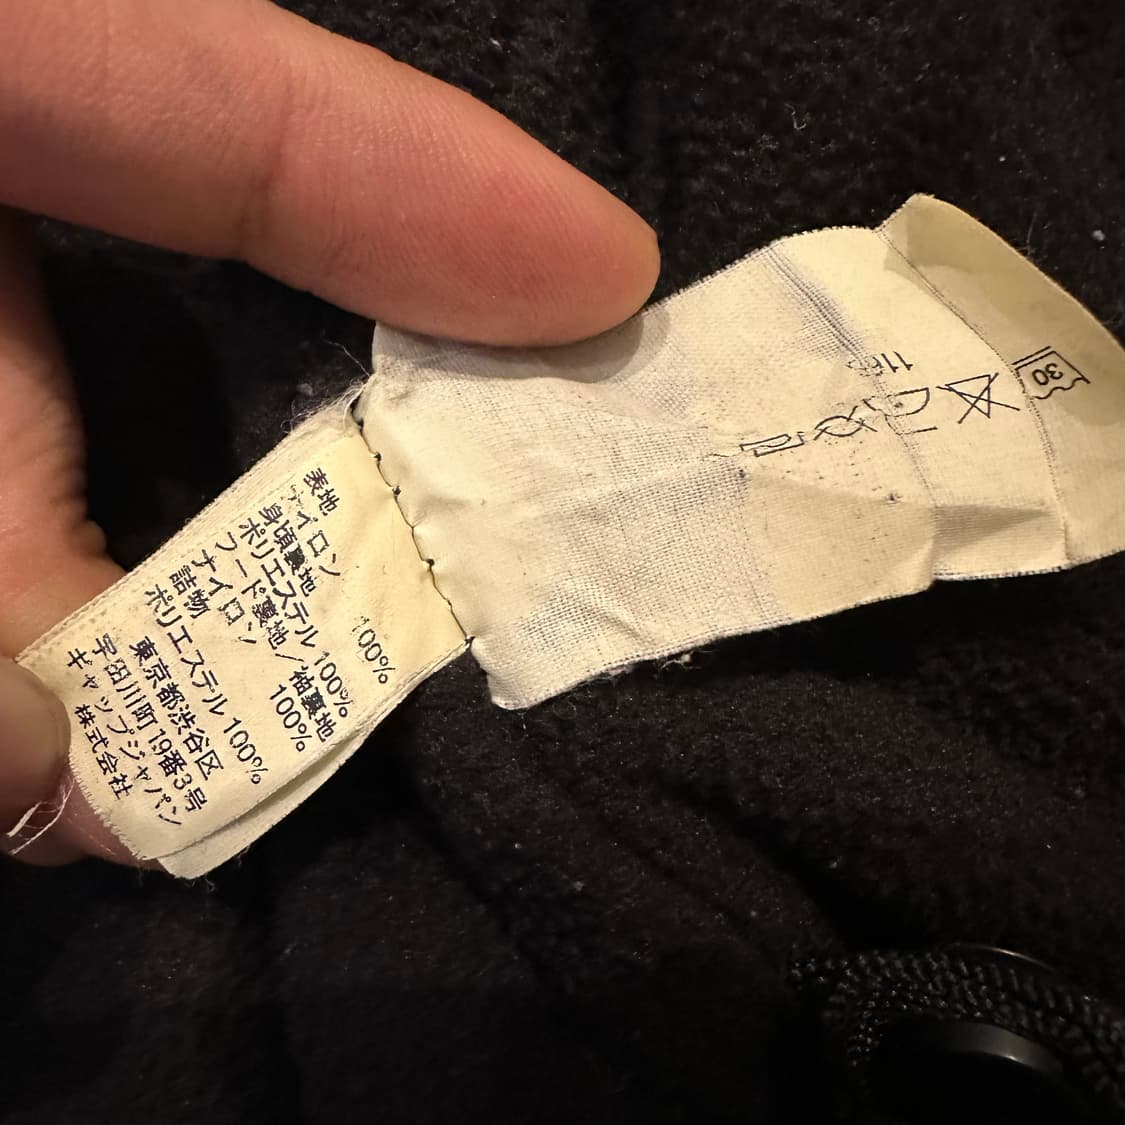 表地
ナイロン 100%
身頃裏地
ポリエステル 100%
フード裏地/袖裏地
ナイロン 100%
詰物
ポリエステル 100%
東京都渋谷区
宇田川町19番3号
ギャップジャパン
株式会社
30